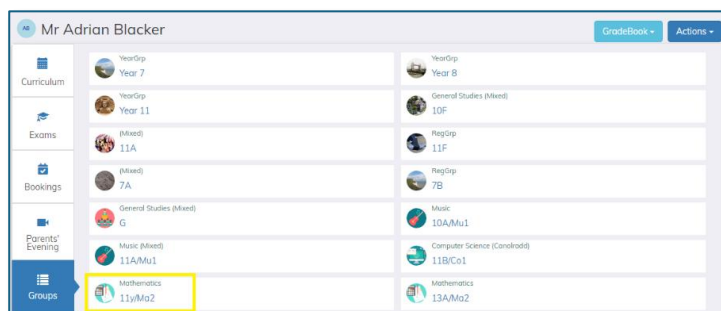 AB Mr Adrian Blacker
GradeBook
Actions
Curriculum
Exams
Bookings
Parents'
Evening
Groups
YearGrp
Year 7
YearGrp
Year 8
YearGrp
Year 11
General Studies (Mixed)
10F
(Mixed)
11A
RegGrp
11F
(Mixed)
7A
RegGrp
7B
General Studies (Mixed)
G
Music
10A/Mu1
Music (Mixed)
11A/Mu1
Computer Science (Canolradd)
11B/Co1
Mathematics
11y/Ma2
Mathematics
13A/Ma2